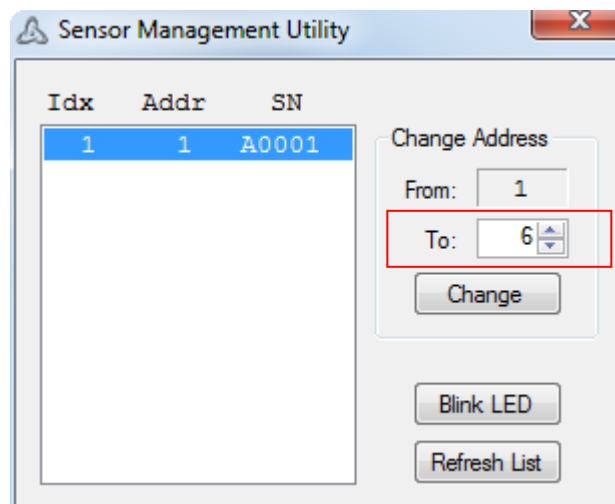 Sensor Management Utility
Idx Addr SN
1 1 A0001
Change Address
From: 1
To: 6
Change
Blink LED
Refresh List